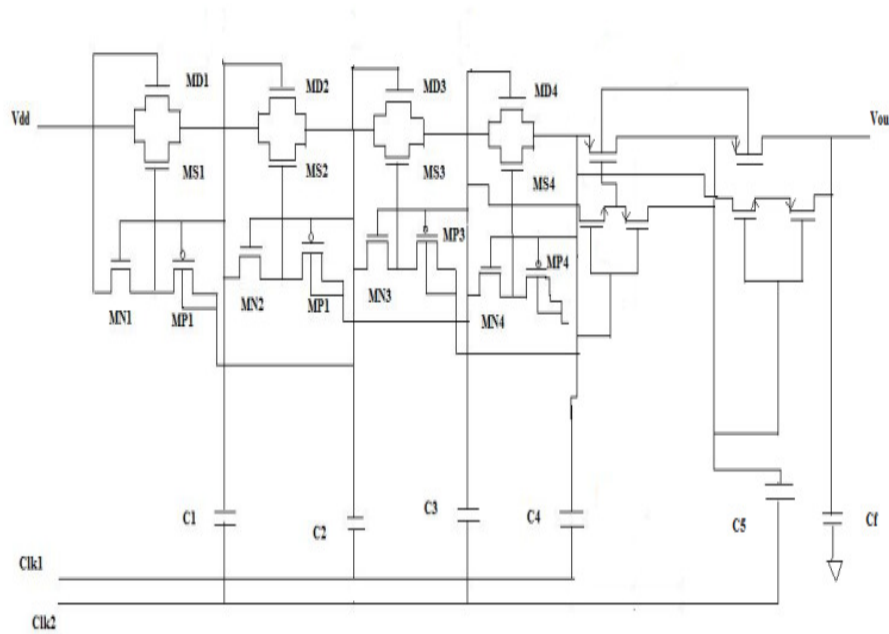 MD1
MD2
MD3
MD4
Vdd
Vou
MS1
MS2
MS3
MS4
MP3
MP4
MN1
MP1
MN2
MP1
MN3
MN4
C1
C2
C3
C4
C5
Cf
Clk1
Clk2